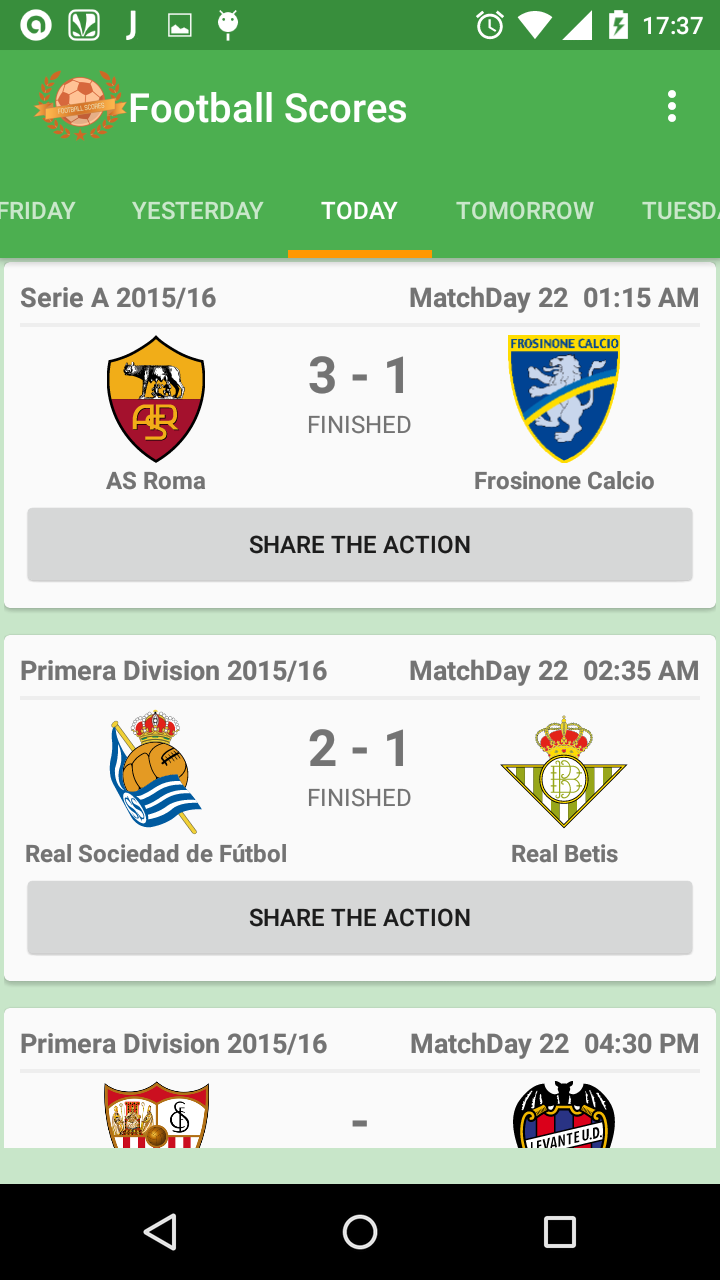 17:37
FOOTBALL SCORES
Football Scores
FRIDAY YESTERDAY TODAY TOMORROW TUESDA
Serie A 2015/16 MatchDay 22 01:15 AM
FROSINONE CALCIO
3 - 1
ASR
FINISHED
AS Roma Frosinone Calcio
SHARE THE ACTION
Primera Division 2015/16 MatchDay 22 02:35 AM
2 - 1
FINISHED
Real Sociedad de Fútbol Real Betis
SHARE THE ACTION
Primera Division 2015/16 MatchDay 22 04:30 PM
-
LEVANTE U.D.